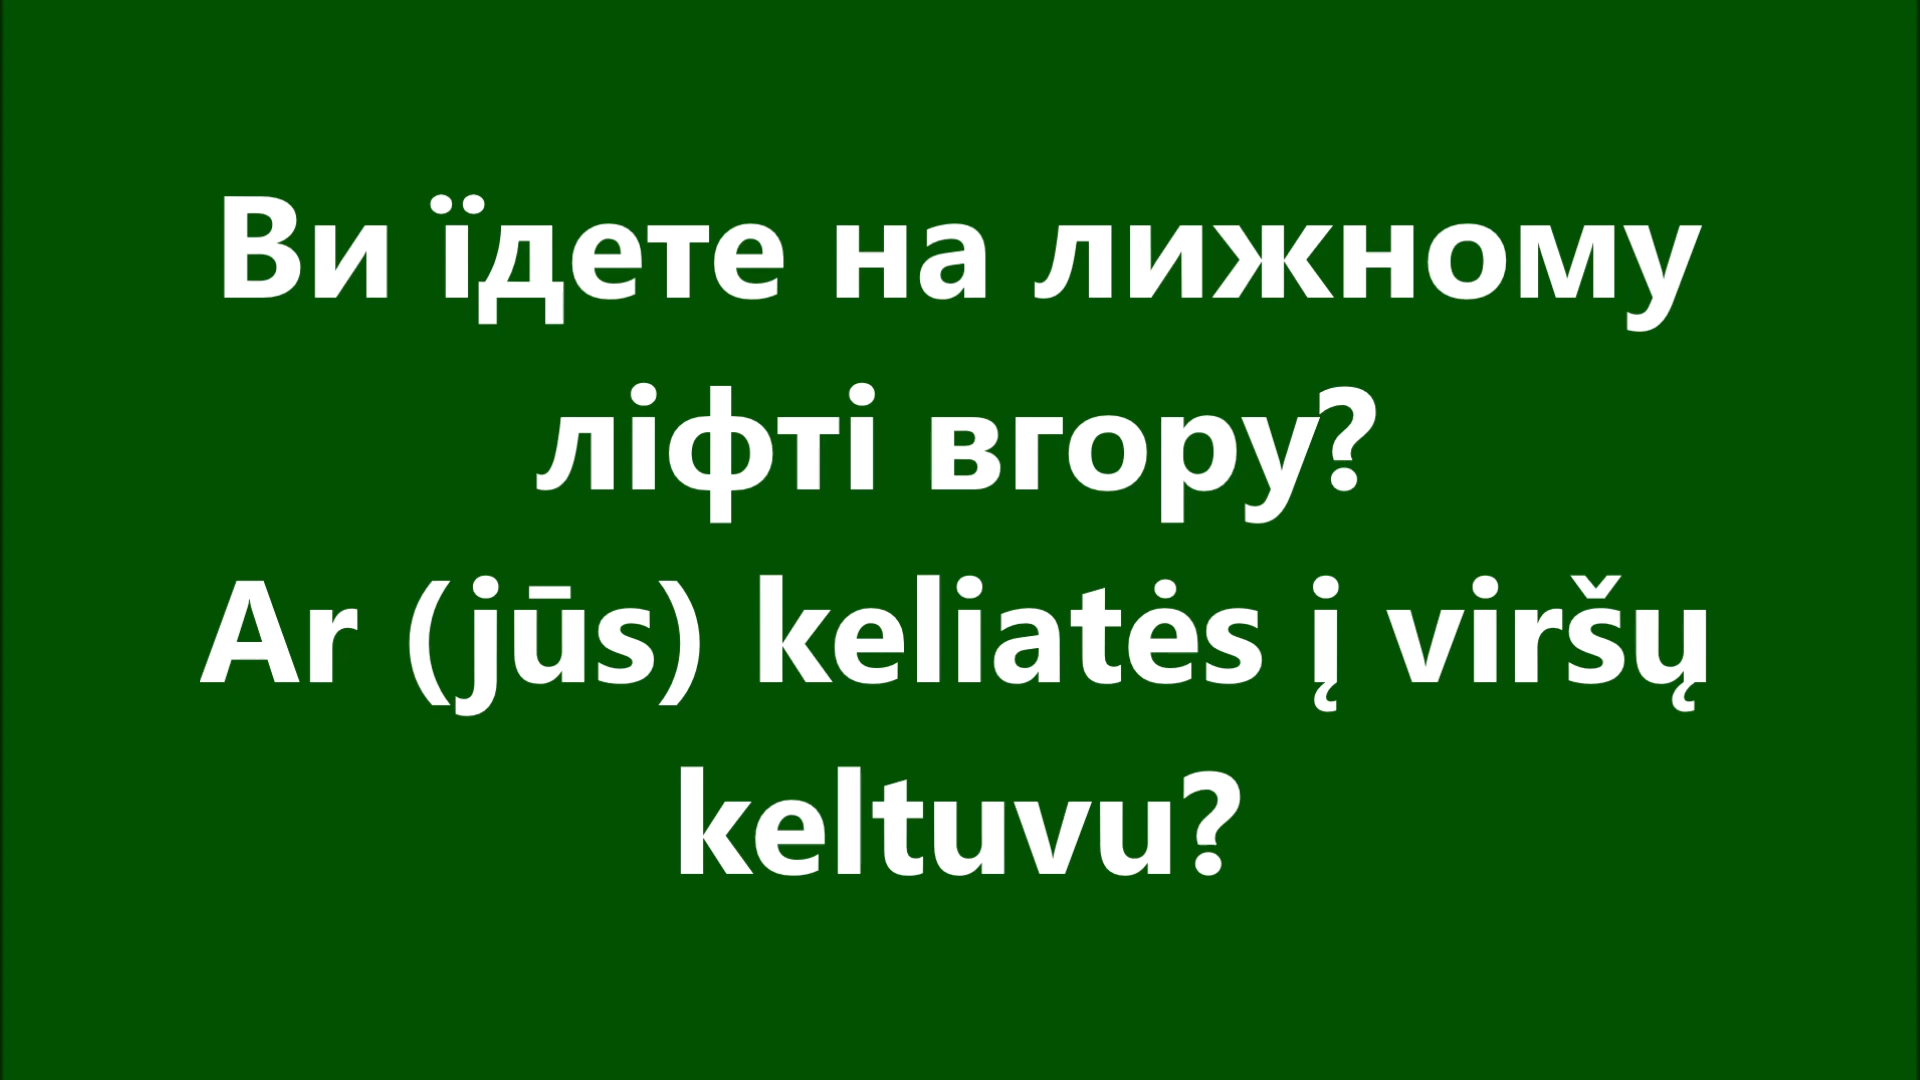 Ви їдете на лижному
ліфті вгору?
Ar (jūs) keliatės į viršų
keltuvu?